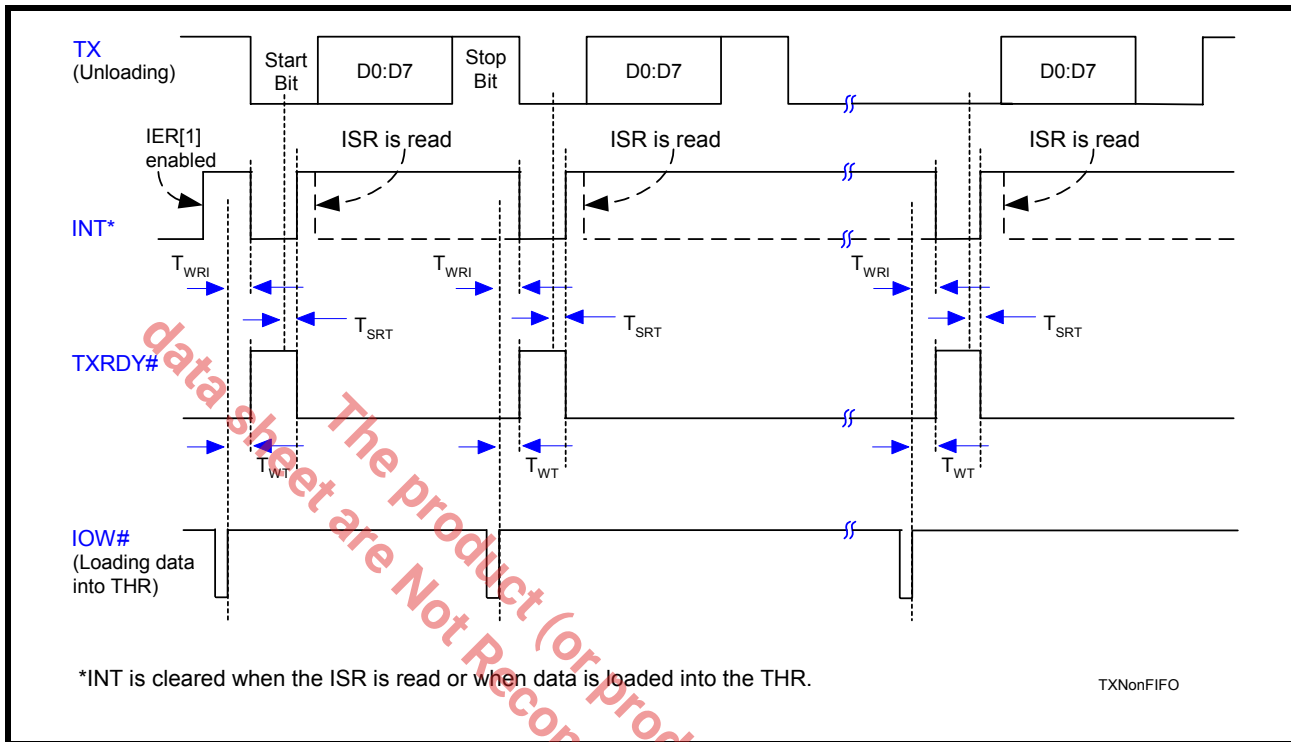 TX
(Unloading)
Start
Bit
D0:D7
Stop
Bit
D0:D7
D0:D7
IER[1]
enabled
ISR is read
ISR is read
ISR is read
INT*
TWRI
TWRI
TWRI
TSRT
TSRT
TSRT
TXRDY#
TWT
TWT
TWT
IOW#
(Loading data
into THR)
*INT is cleared when the ISR is read or when data is loaded into the THR.
TXNonFIFO
The product (or
data sheet are Not